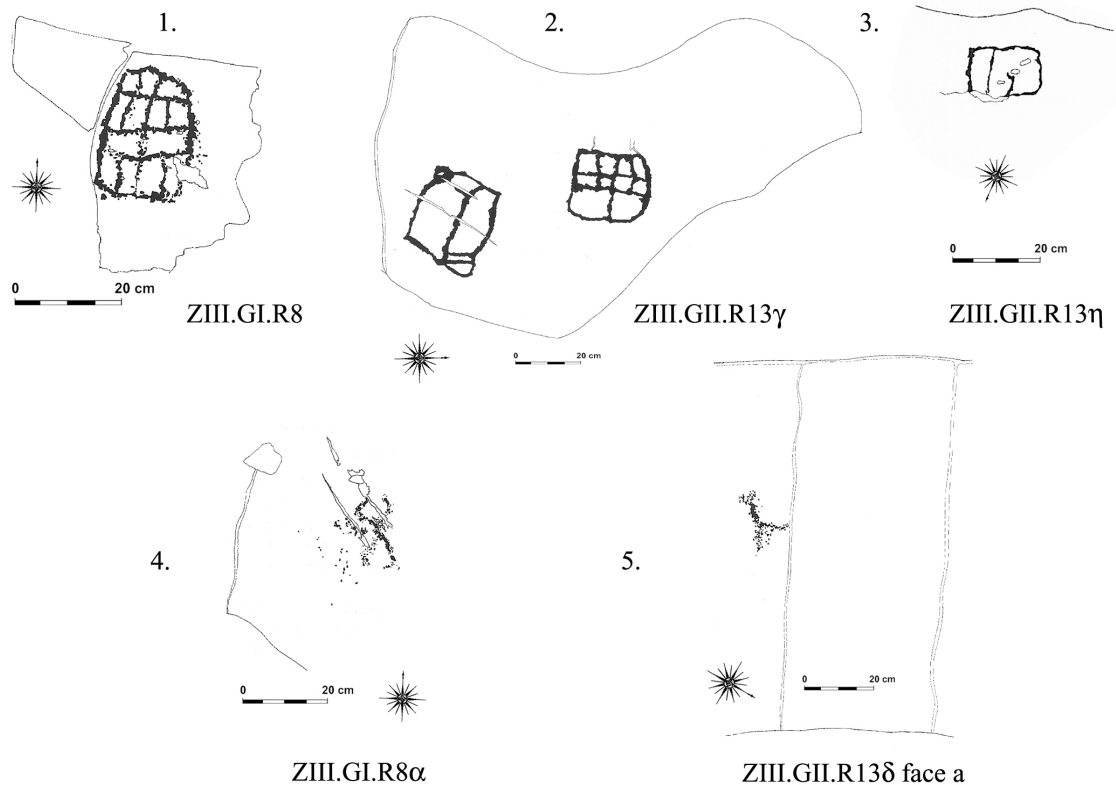 1.
2.
3.
0 20 cm
ZIII.GI.R8
0 20 cm
ZIII.GII.R13γ
0 20 cm
ZIII.GII.R13η
4.
5.
0 20 cm
ZIII.GI.R8α
0 20 cm
ZIII.GII.R13δ face a